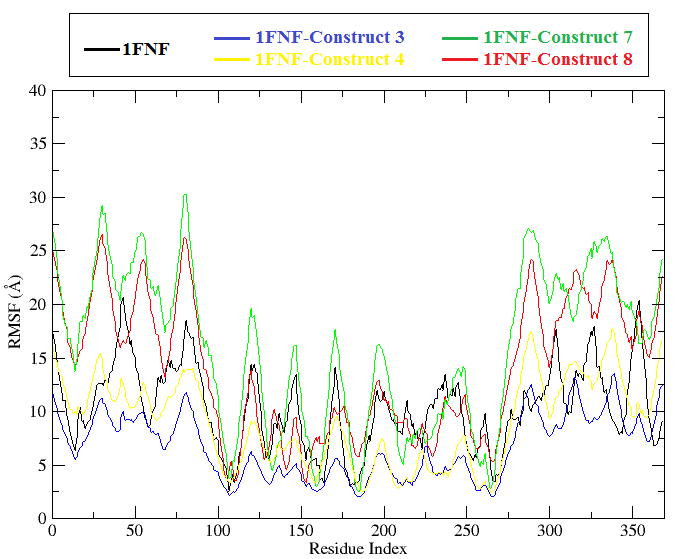 1FNF
1FNF-Construct 3
1FNF-Construct 4
1FNF-Construct 7
1FNF-Construct 8
40
35
30
25
20
15
10
5
0
RMSF (Å)
0 50 100 150 200 250 300 350
Residue Index